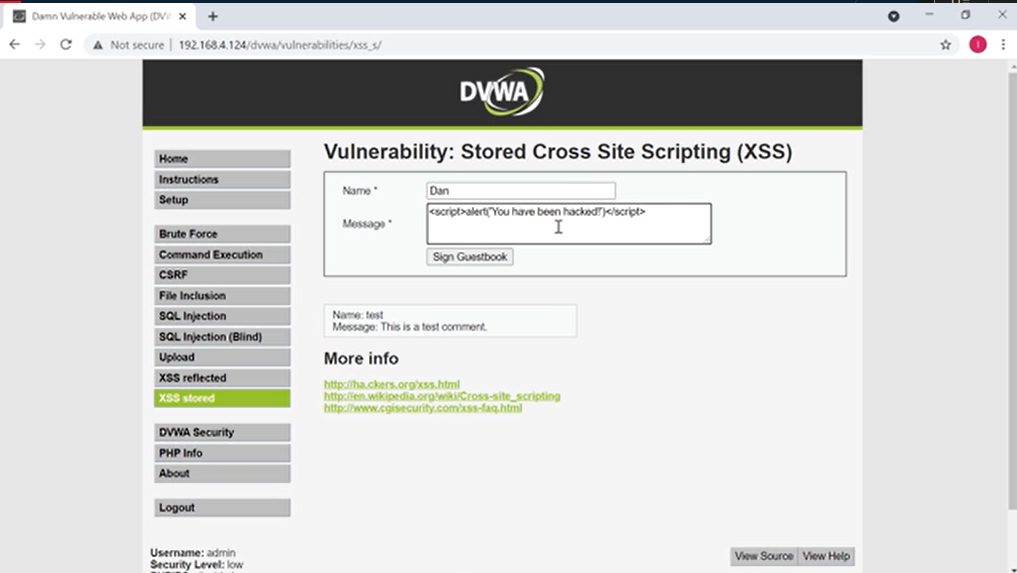 Damn Vulnerable Web App (DV
Not secure | 192.168.4.124/dvwa/vulnerabilities/xss_s/
I
DVWA
Home
Instructions
Setup
Brute Force
Command Execution
CSRF
File Inclusion
SQL Injection
SQL Injection (Blind)
Upload
XSS reflected
XSS stored
DVWA Security
PHP Info
About
Logout
Username: admin
Security Level: low
Vulnerability: Stored Cross Site Scripting (XSS)
Name * Dan
Message * <script>alert('You have been hacked!')</script>
Sign Guestbook
Name: test
Message: This is a test comment.
More info
http://ha.ckers.org/xss.html
http://en.wikipedia.org/wiki/Cross-site_scripting
http://www.cgisecurity.com/xss-faq.html
View Source View Help